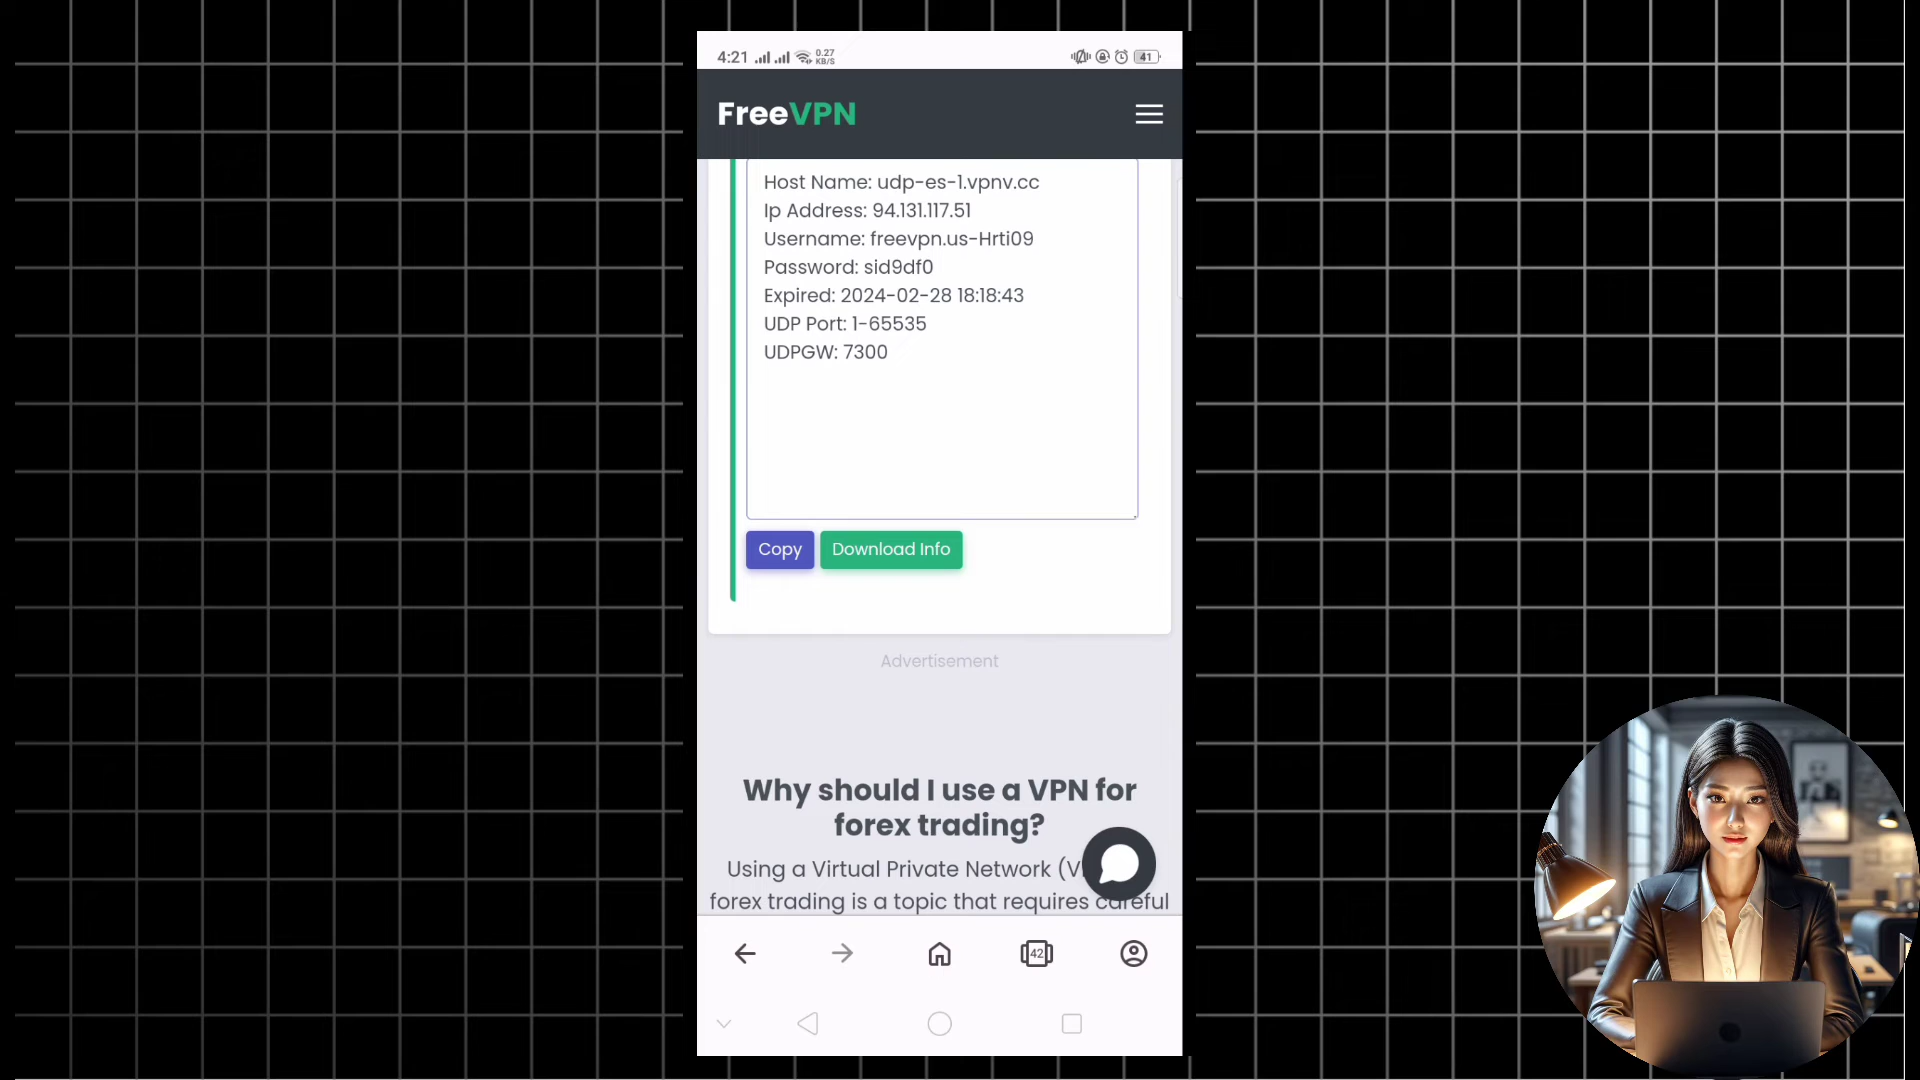 4:21
0.27
KB/S
41
FreeVPN
Host Name: udp-es-1.vpnv.cc
Ip Address: 94.131.117.51
Username: freevpn.us-Hrti09
Password: sid9df0
Expired: 2024-02-28 18:18:43
UDP Port: 1-65535
UDPGW: 7300
Copy
Download Info
Advertisement
Why should I use a VPN for
forex trading?
Using a Virtual Private Network
forex trading is a topic that requires careful
42